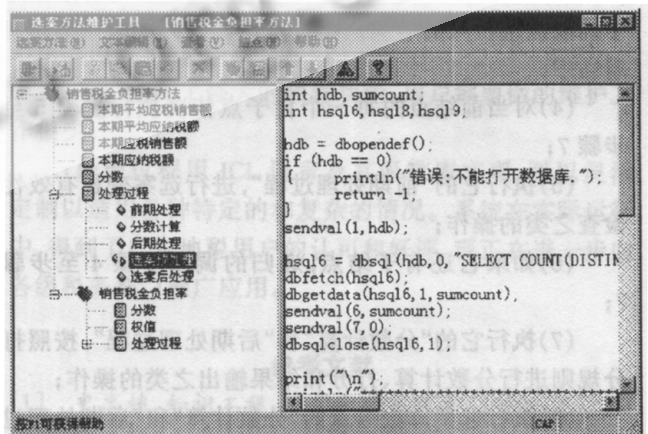 选案方法维护工具 [销售税金负担率方法]
选案方法(M) 文本编辑(E) 查看(V) 帮助(H)
销售税金负担率方法
本期平均应税销售额
本期平均应纳税额
本期应税销售额
本期应纳税额
分数
处理过程
前期处理
分数计算
后期处理
选案后处理
销售税金负担率
分数
权值
处理过程
int hdb,sumcount;
int hsql6,hsql8,hsql9;
hdb = dbopendef();
if (hdb == 0)
{ println("错误:不能打开数据库.");
return -1;
sendval(1,hdb);
hsql6 = dbsql(hdb,0,"SELECT COUNT(DISTIN
dbfetch(hsql6);
dbgetdata(hsql6,1,sumcount),
sendval(6,sumcount);
sendval(7,0);
dbsqlclose(hsql6,1);
print("\n");
按F1可获得帮助
CAP